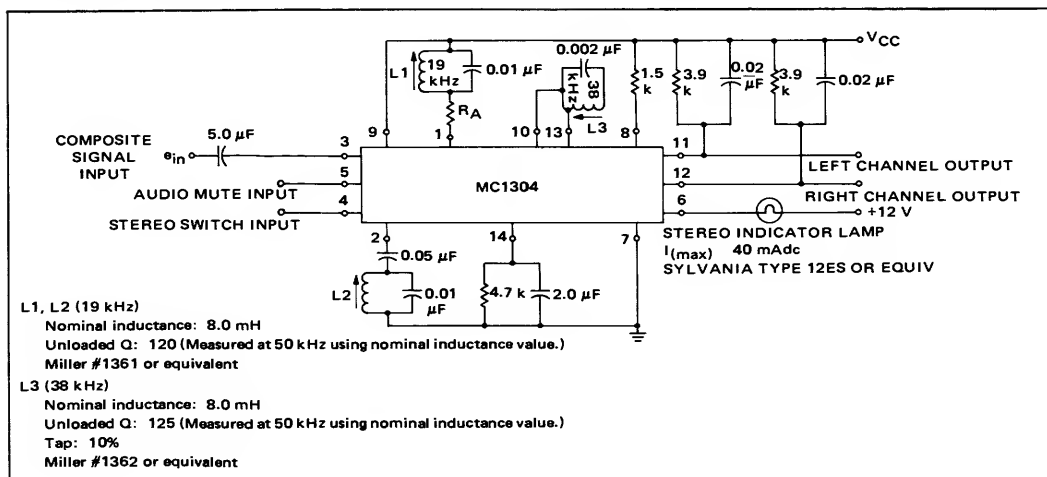 VCC
0.002 µF
L1
19 kHz
0.01 µF
38 kHz
1.5 k
3.9 k
0.02 µF
3.9 k
0.02 µF
RA
L3
9
1
10
13
8
COMPOSITE SIGNAL INPUT
ein
5.0 µF
3
11
LEFT CHANNEL OUTPUT
AUDIO MUTE INPUT
5
MC1304
12
RIGHT CHANNEL OUTPUT
STEREO SWITCH INPUT
4
6
+12 V
2
14
7
STEREO INDICATOR LAMP
I(max) 40 mAdc
SYLVANIA TYPE 12ES OR EQUIV
0.05 µF
L2
0.01 µF
4.7 k
2.0 µF
L1, L2 (19 kHz)
Nominal inductance: 8.0 mH
Unloaded Q: 120 (Measured at 50 kHz using nominal inductance value.)
Miller #1361 or equivalent
L3 (38 kHz)
Nominal inductance: 8.0 mH
Unloaded Q: 125 (Measured at 50 kHz using nominal inductance value.)
Tap: 10%
Miller #1362 or equivalent